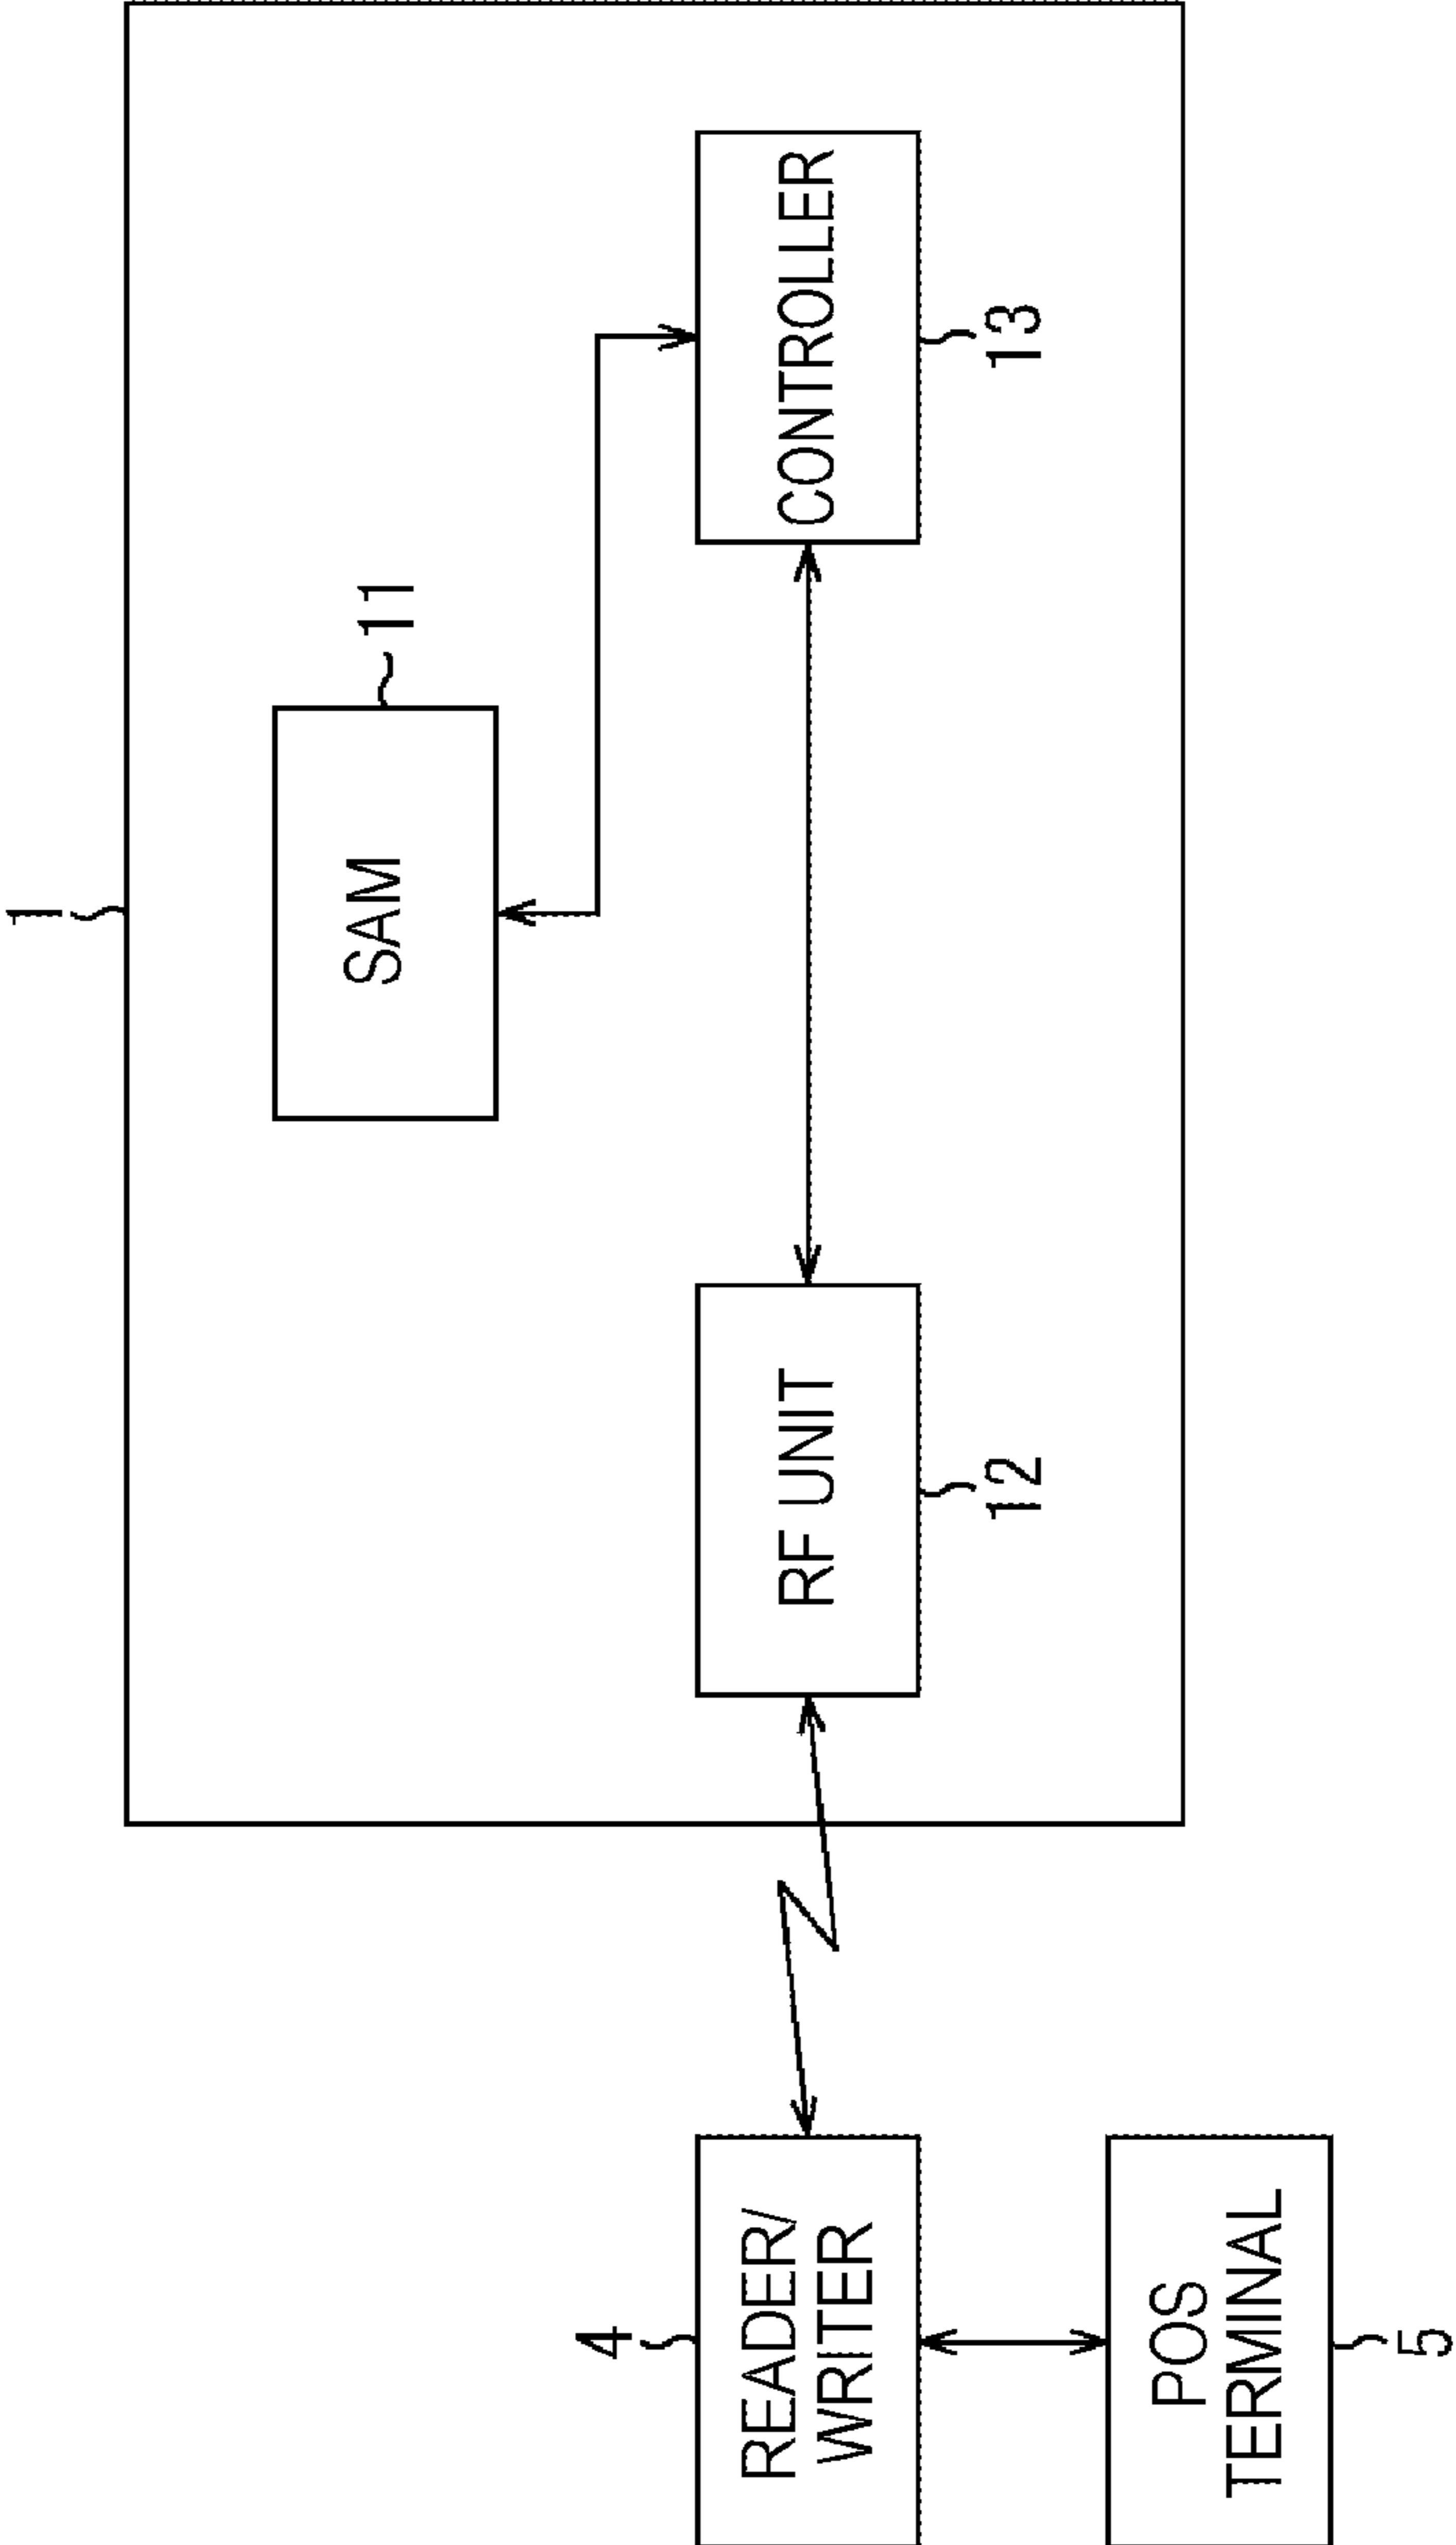 1
SAM
11
4
READER/
WRITER
RF UNIT
12
CONTROLLER
13
POS
TERMINAL
5